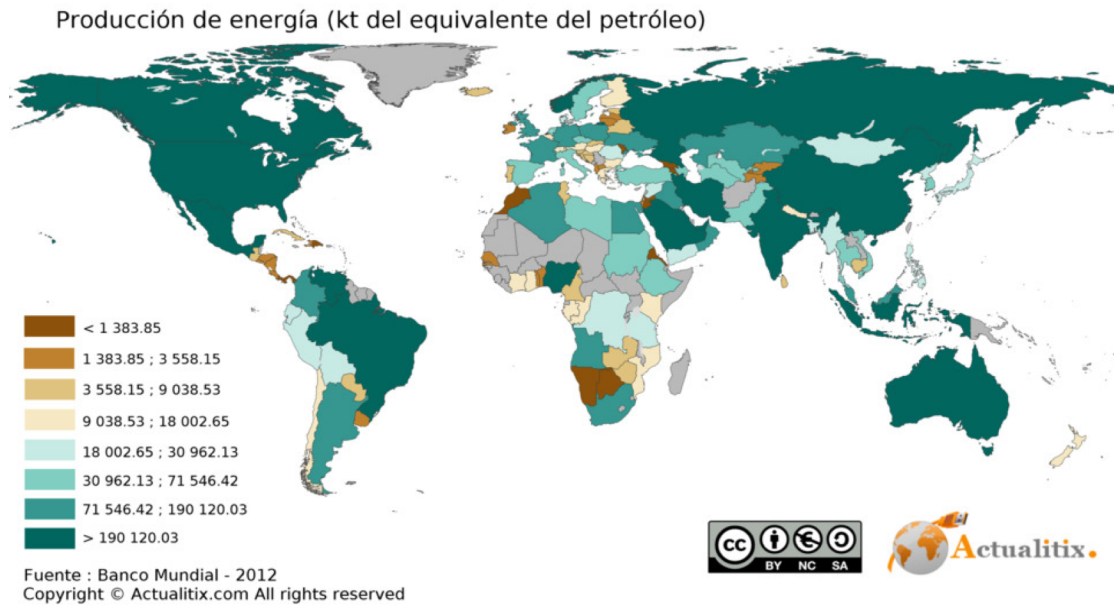 Producción de energía (kt del equivalente del petróleo)
< 1 383.85
1 383.85 ; 3 558.15
3 558.15 ; 9 038.53
9 038.53 ; 18 002.65
18 002.65 ; 30 962.13
30 962.13 ; 71 546.42
71 546.42 ; 190 120.03
> 190 120.03
cc
BY NC SA
Actualitix.
Fuente : Banco Mundial - 2012
Copyright © Actualitix.com All rights reserved